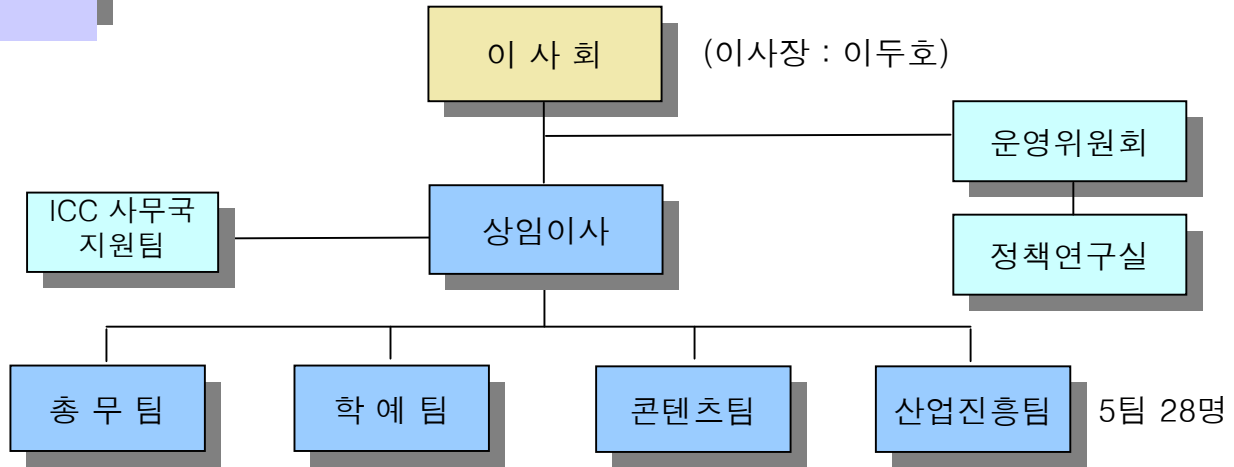 이 사 회
(이사장 : 이두호)
운영위원회
ICC 사무국
지원팀
상임이사
정책연구실
총 무 팀
학 예 팀
콘텐츠팀
산업진흥팀
5팀 28명